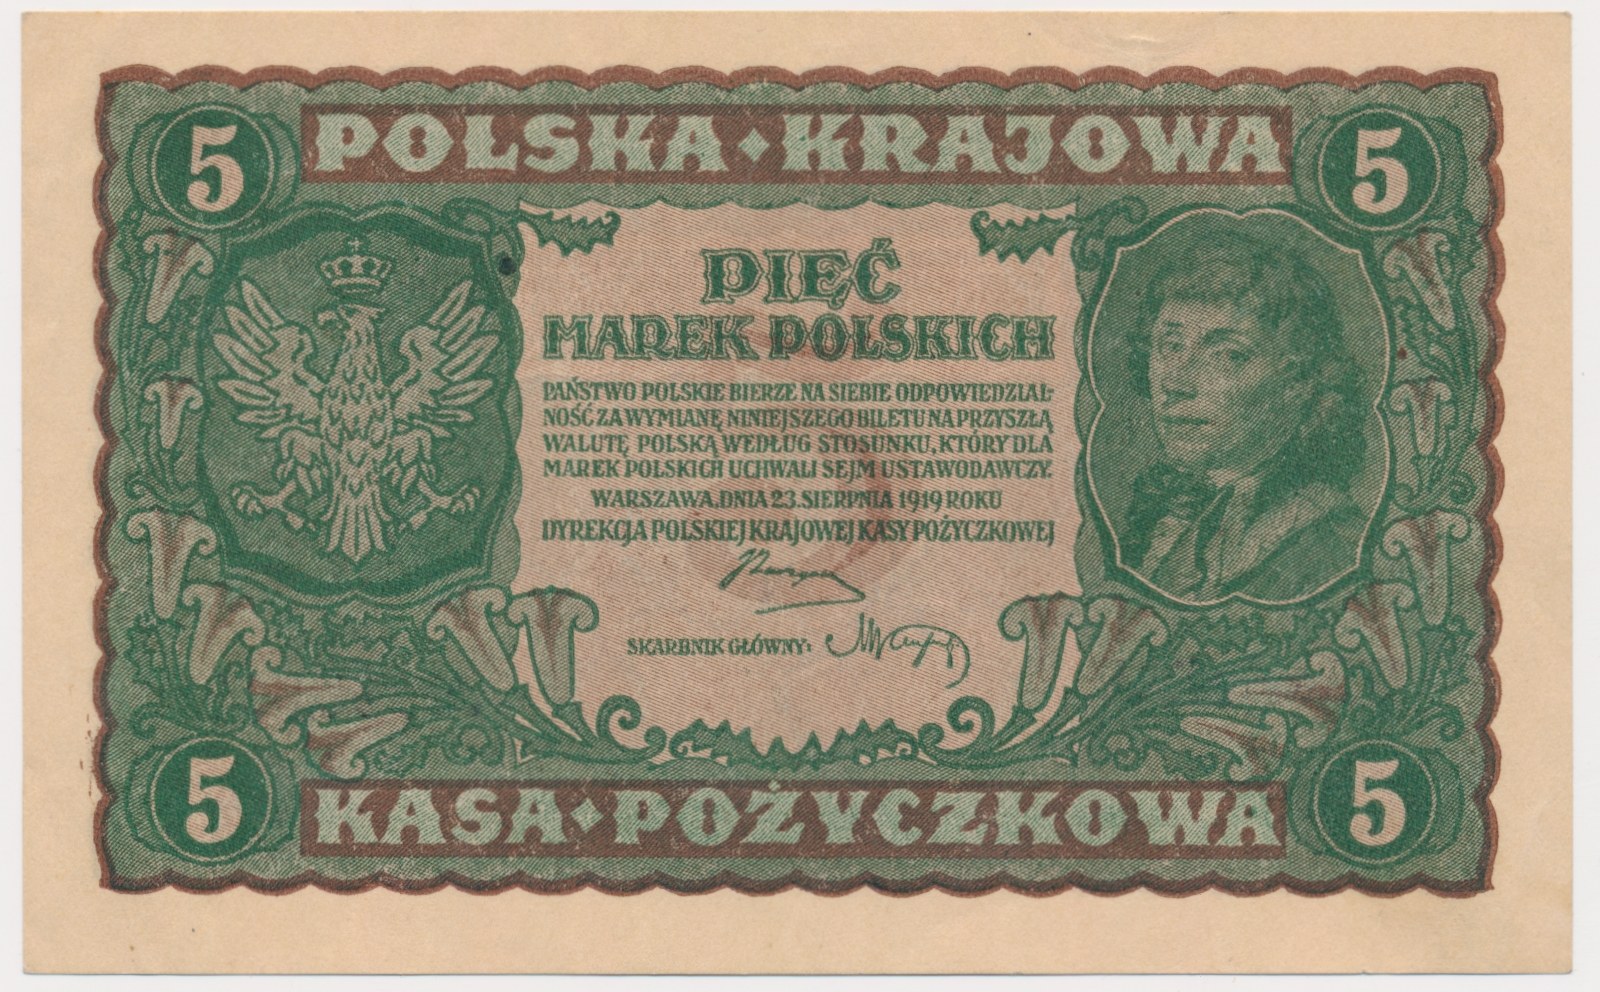 5 POLSKA • KRAJOWA 5
PIĘĆ
MAREK POLSKICH
PAŃSTWO POLSKIE BIERZE NA SIEBIE ODPOWIEDZIAL-
NOŚĆ ZA WYMIANĘ NINIEJSZEGO BILETU NA PRZYSZŁĄ
WALUTĘ POLSKĄ WEDŁUG STOSUNKU, KTÓRY DLA
MAREK POLSKICH UCHWALI SEJM USTAWODAWCZY.
WARSZAWA, DNIA 23. SIERPNIA 1919 ROKU
DYREKCJA POLSKIEJ KRAJOWEJ KASY POŻYCZKOWEJ
SKARBNIK GŁÓWNY:
5 KASA • POŻYCZKOWA 5